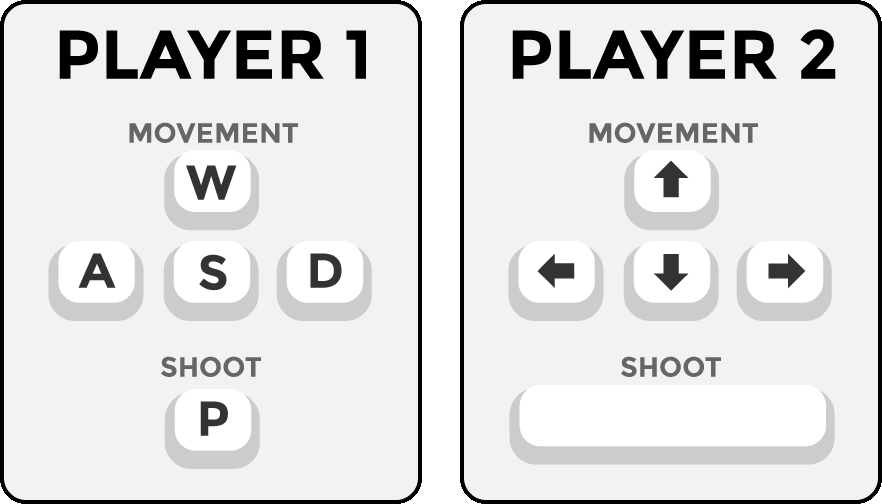 PLAYER 1
MOVEMENT
W
A S D
SHOOT
P
PLAYER 2
MOVEMENT
SHOOT